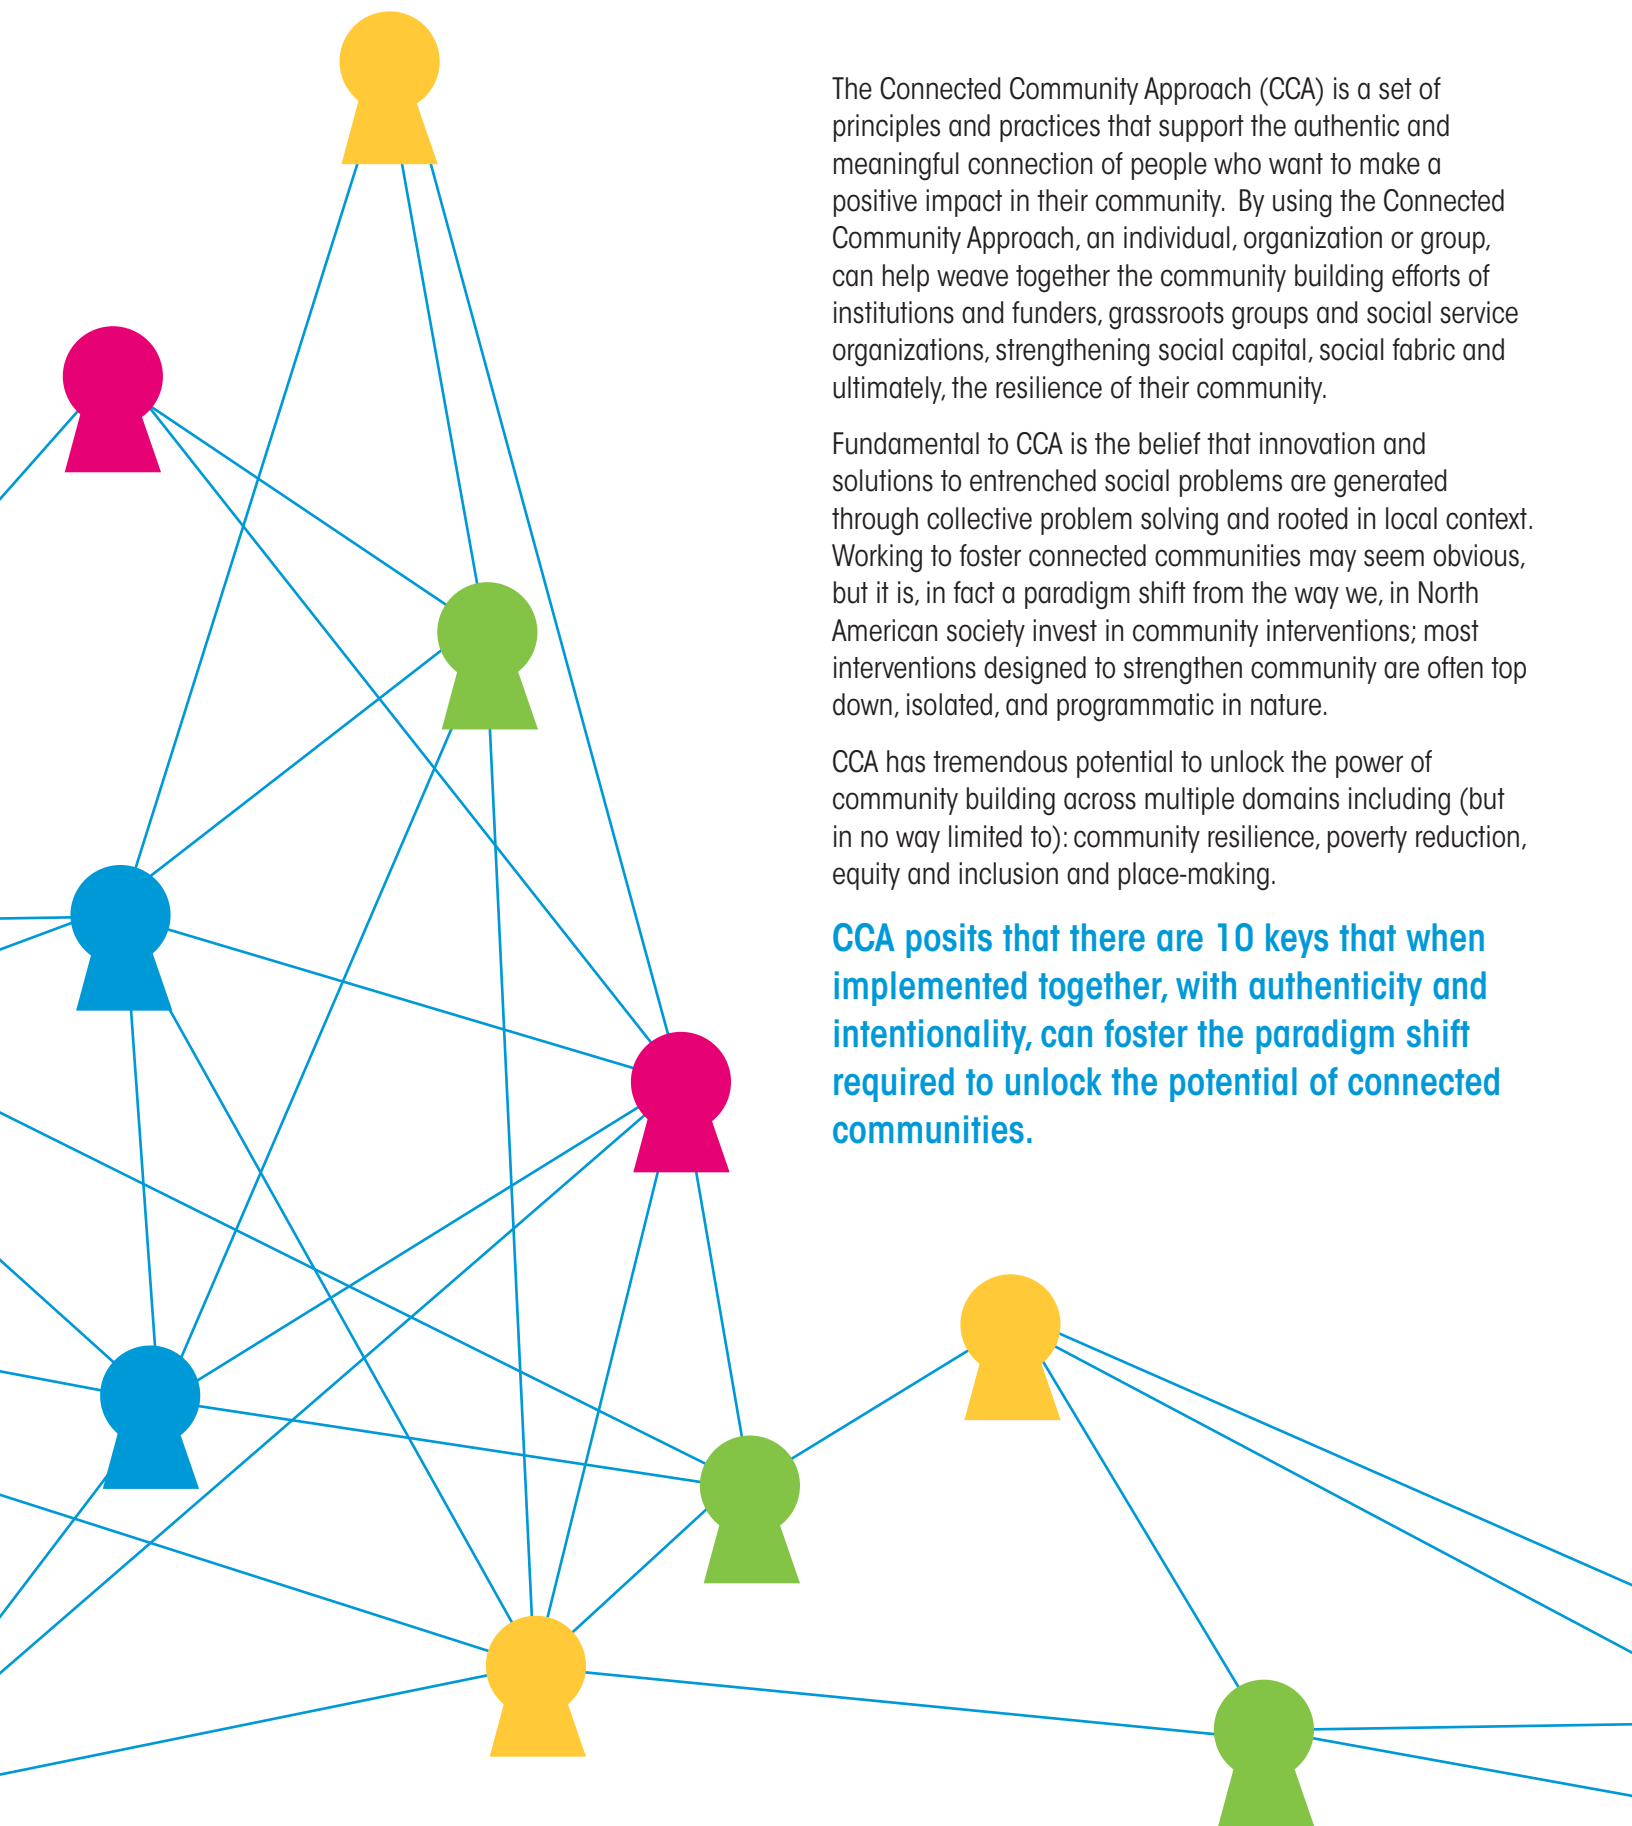 The Connected Community Approach (CCA) is a set of
principles and practices that support the authentic and
meaningful connection of people who want to make a
positive impact in their community.  By using the Connected
Community Approach, an individual, organization or group,
can help weave together the community building efforts of
institutions and funders, grassroots groups and social service
organizations, strengthening social capital, social fabric and
ultimately, the resilience of their community.
Fundamental to CCA is the belief that innovation and
solutions to entrenched social problems are generated
through collective problem solving and rooted in local context.
Working to foster connected communities may seem obvious,
but it is, in fact a paradigm shift from the way we, in North
American society invest in community interventions; most
interventions designed to strengthen community are often top
down, isolated, and programmatic in nature.
CCA has tremendous potential to unlock the power of
community building across multiple domains including (but
in no way limited to): community resilience, poverty reduction,
equity and inclusion and place-making.
CCA posits that there are 10 keys that when
implemented together, with authenticity and
intentionality, can foster the paradigm shift
required to unlock the potential of connected
communities.